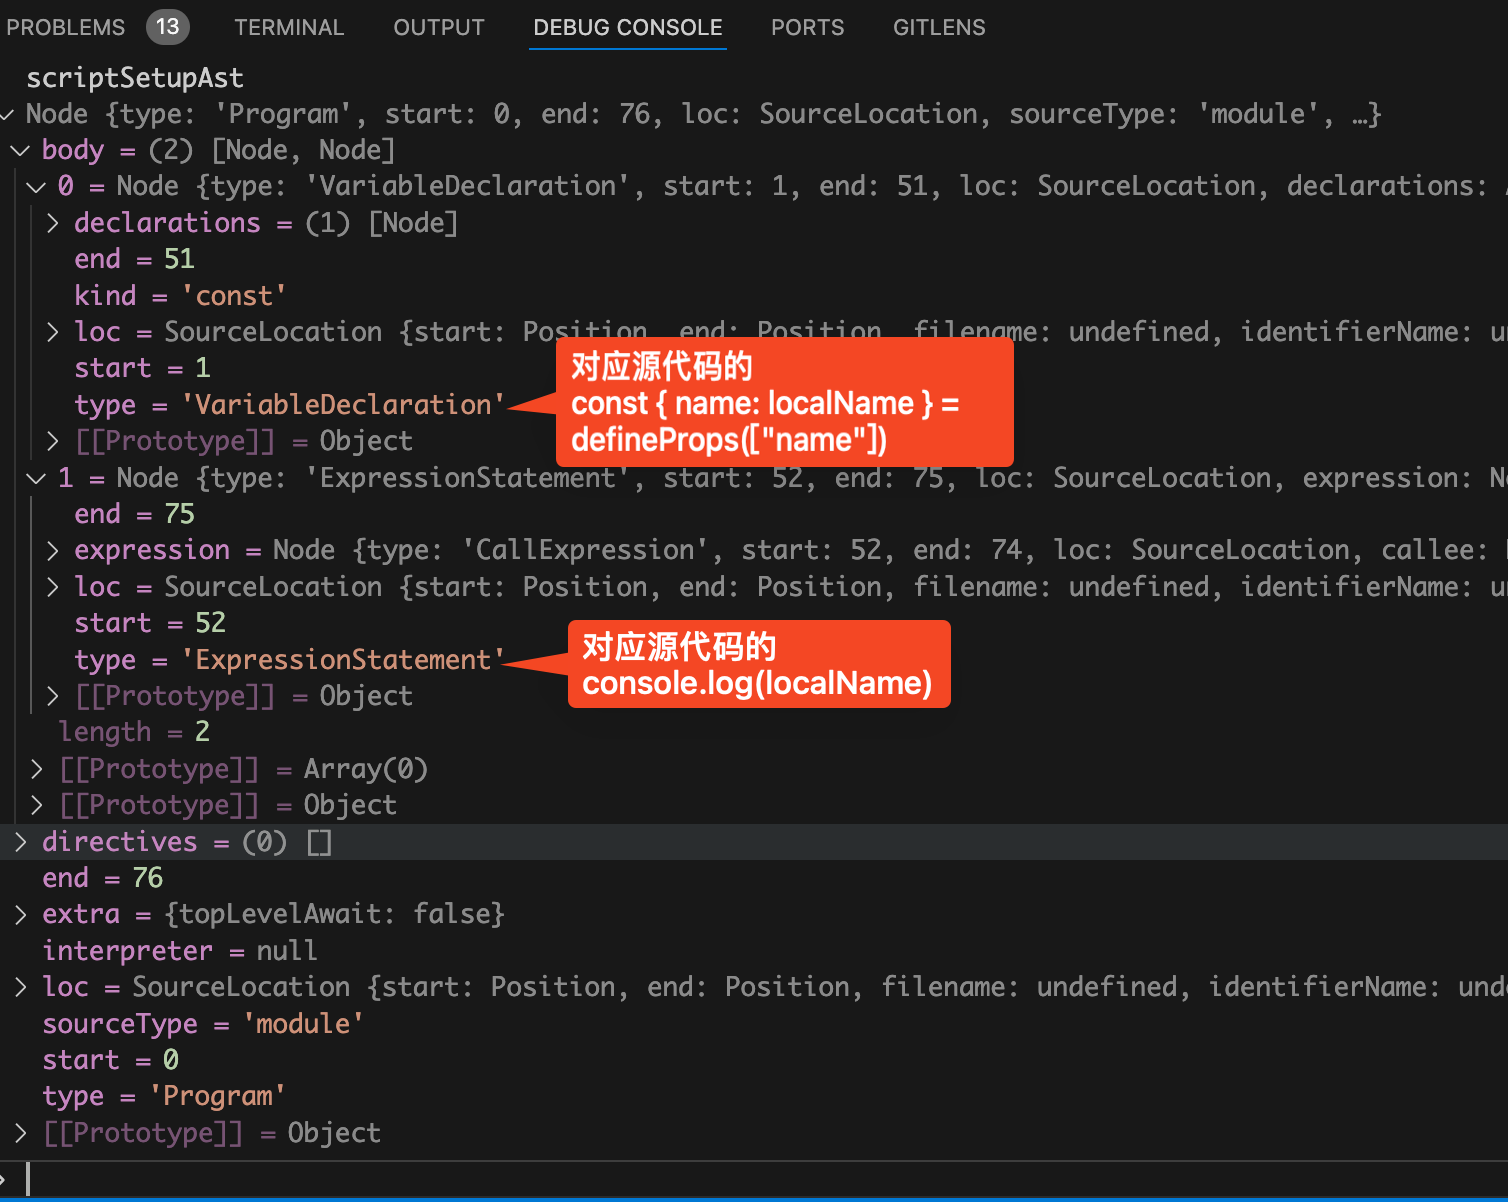 PROBLEMS 13 TERMINAL OUTPUT DEBUG CONSOLE PORTS GITLENS
scriptSetupAst
Node {type: 'Program', start: 0, end: 76, loc: SourceLocation, sourceType: 'module', …}
body = (2) [Node, Node]
0 = Node {type: 'VariableDeclaration', start: 1, end: 51, loc: SourceLocation, declarations:
declarations = (1) [Node]
end = 51
kind = 'const'
loc = SourceLocation {start: Position, end: Position, filename: undefined, identifierName:
start = 1
type = 'VariableDeclaration'
对应源代码的
const { name: localName } =
defineProps(["name"])
[[Prototype]] = Object
1 = Node {type: 'ExpressionStatement', start: 52, end: 75, loc: SourceLocation, expression:
end = 75
expression = Node {type: 'CallExpression', start: 52, end: 74, loc: SourceLocation, callee:
loc = SourceLocation {start: Position, end: Position, filename: undefined, identifierName:
start = 52
type = 'ExpressionStatement'
对应源代码的
console.log(localName)
[[Prototype]] = Object
length = 2
[[Prototype]] = Array(0)
[[Prototype]] = Object
directives = (0) []
end = 76
extra = {topLevelAwait: false}
interpreter = null
loc = SourceLocation {start: Position, end: Position, filename: undefined, identifierName:
sourceType = 'module'
start = 0
type = 'Program'
[[Prototype]] = Object